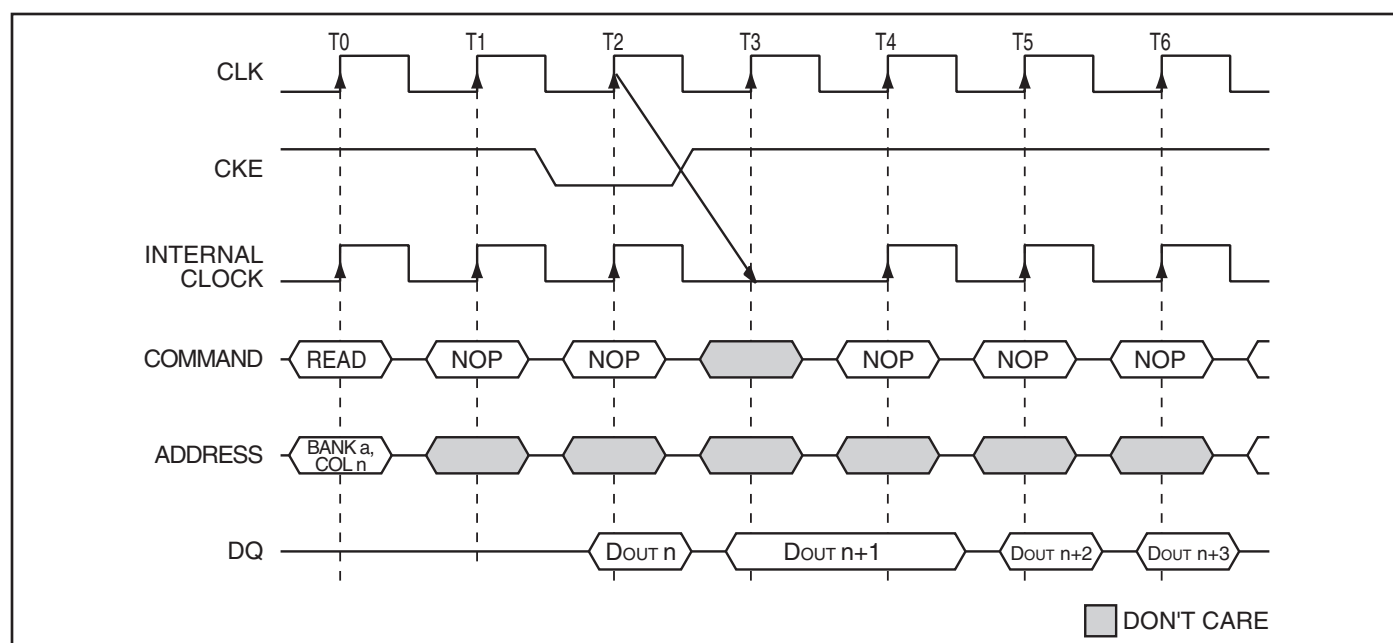 T0 T1 T2 T3 T4 T5 T6
CLK
CKE
INTERNAL
CLOCK
COMMAND READ NOP NOP NOP NOP NOP
ADDRESS BANK a,
COL n
DQ DOUT n DOUT n+1 DOUT n+2 DOUT n+3
DON'T CARE